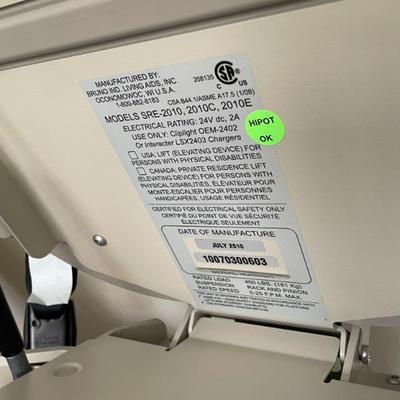 MANUFACTURED BY:
BRUNO IND. LIVING AIDS, INC.
OCONOMOWOC, WI U.S.A.
1-800-882-8183
208135
CSA B44.1/ASME A17.5 (1/08)
MODELS SRE-2010, 2010C, 2010E
ELECTRICAL RATING: 24V dc, 2A
USE ONLY: Cliplight OEM-2402
Or Interacter LSX2403 Chargers
HIPOT
OK
USA: LIFT (ELEVATING DEVICE) FOR
PERSONS WITH PHYSICAL DISABILITIES
CANADA: PRIVATE RESIDENCE LIFT
(ELEVATING DEVICE) FOR PERSONS WITH
PHYSICAL DISABILITIES, ÉLÉVATEUR POUR
MONTE-ESCALIER POUR PERSONNES
HANDICAPÉES, USAGE RÉSIDENTIEL
CERTIFIED FOR ELECTRICAL SAFETY ONLY
CERTIFIÉ DU POINT DE VUE SÉCURITÉ
ÉLECTRIQUE SEULEMENT
DATE OF MANUFACTURE
JULY 2010
10070300603
RATED LOAD 400 LBS. (181 Kg)
SUSPENSION RACK AND PINION
RATED SPEED 0-25 F.P.M. MAX.